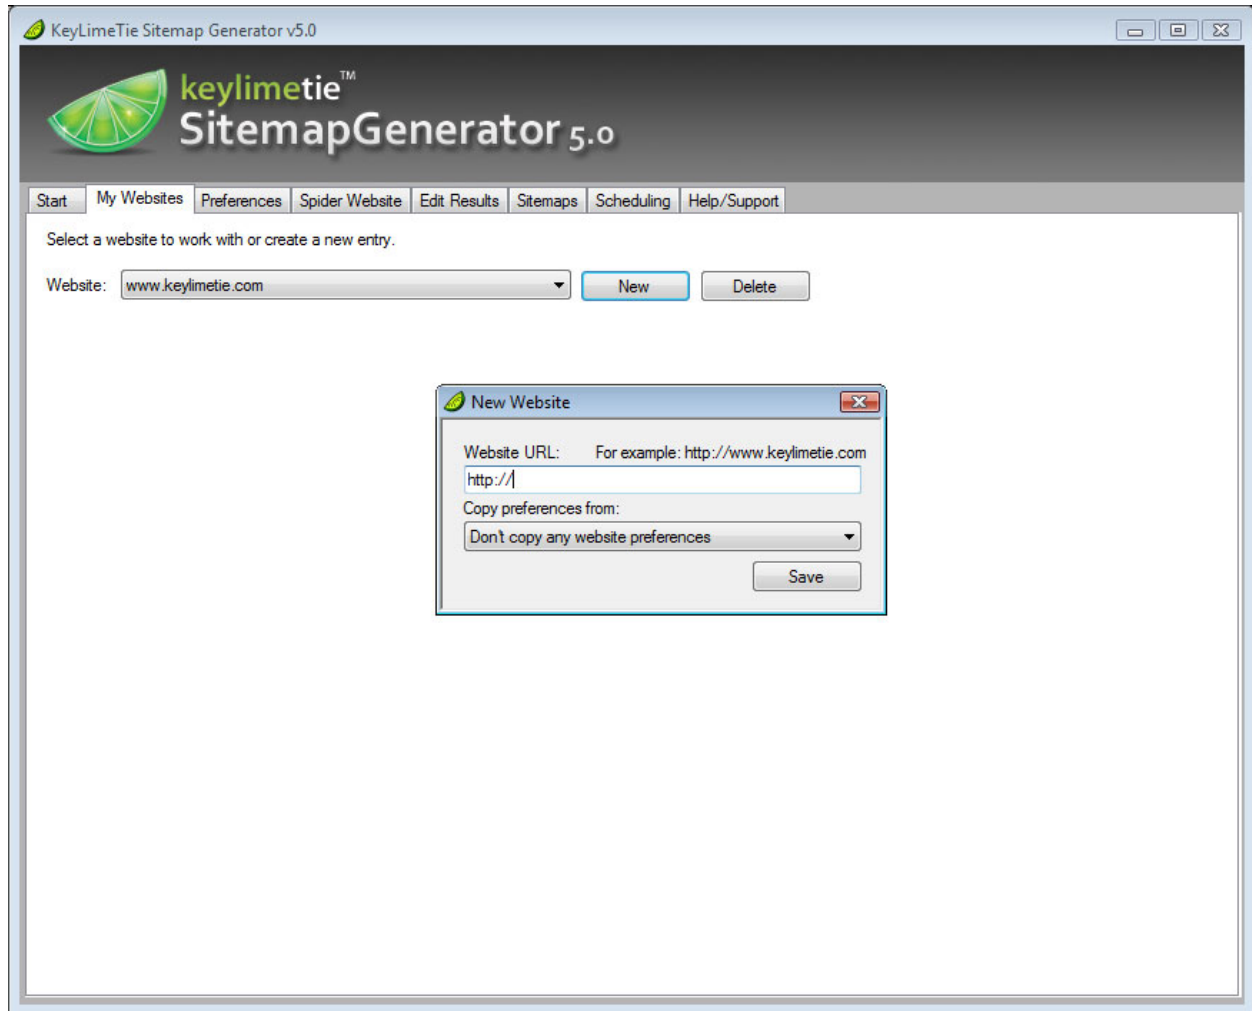 KeyLimeTie Sitemap Generator v5.0
keylimetie™
SitemapGenerator 5.0
Start My Websites Preferences Spider Website Edit Results Sitemaps Scheduling Help/Support
Select a website to work with or create a new entry.
Website: www.keylimetie.com New Delete
New Website
Website URL: For example: http://www.keylimetie.com
http://
Copy preferences from:
Don't copy any website preferences
Save